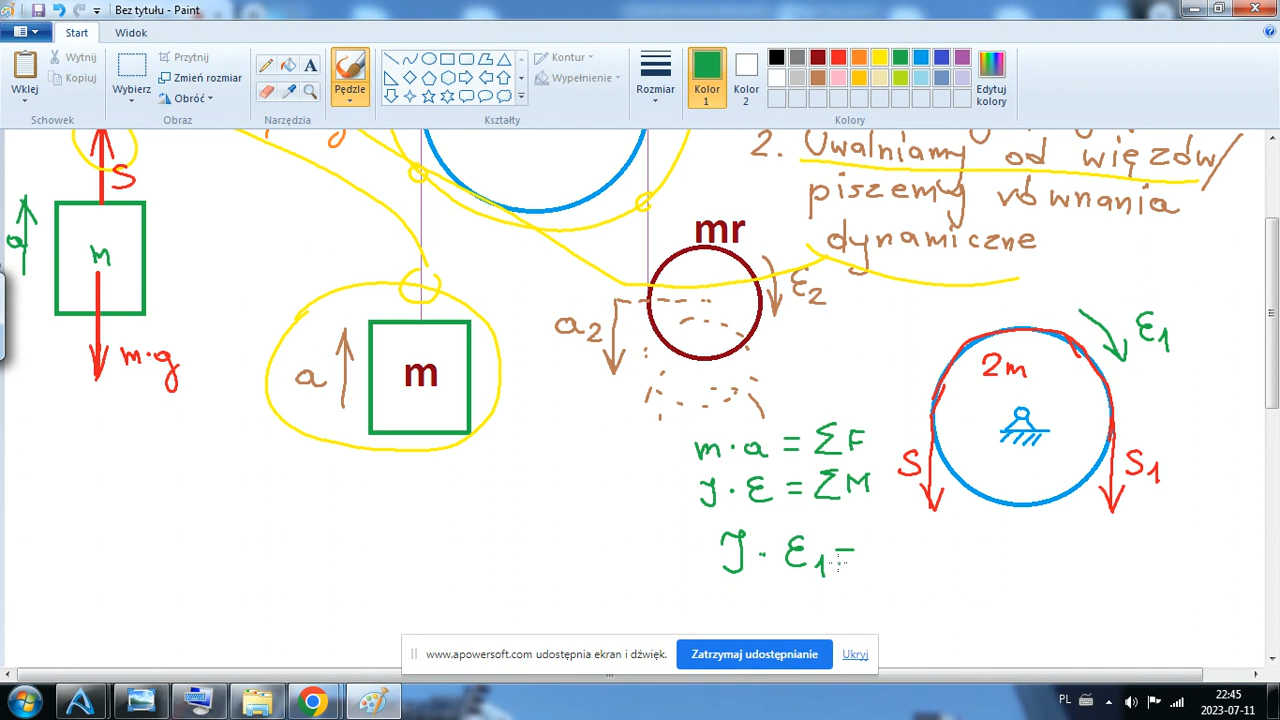 Bez tytułu - Paint
Start
Widok
Wklej
Wytnij
Kopiuj
Schowek
Wybierz
Przytnij
Zmień rozmiar
Obróć
Obraz
Narzędzia
Pędzle
Kształty
Kontur
Wypełnienie
Rozmiar
Kolor 1
Kolor 2
Edytuj kolory
Kolory
2. Uwalniamy od więzów/
piszemy równania
dynamiczne
S
a
m
m·g
a
m
mr
a2
ε2
2m
ε1
S
S1
m·a = ΣF
J·ε = ΣM
J·ε1=
www.apowersoft.com udostępnia ekran i dźwięk.
Zatrzymaj udostępnianie
Ukryj
PL
22:45
2023-07-11